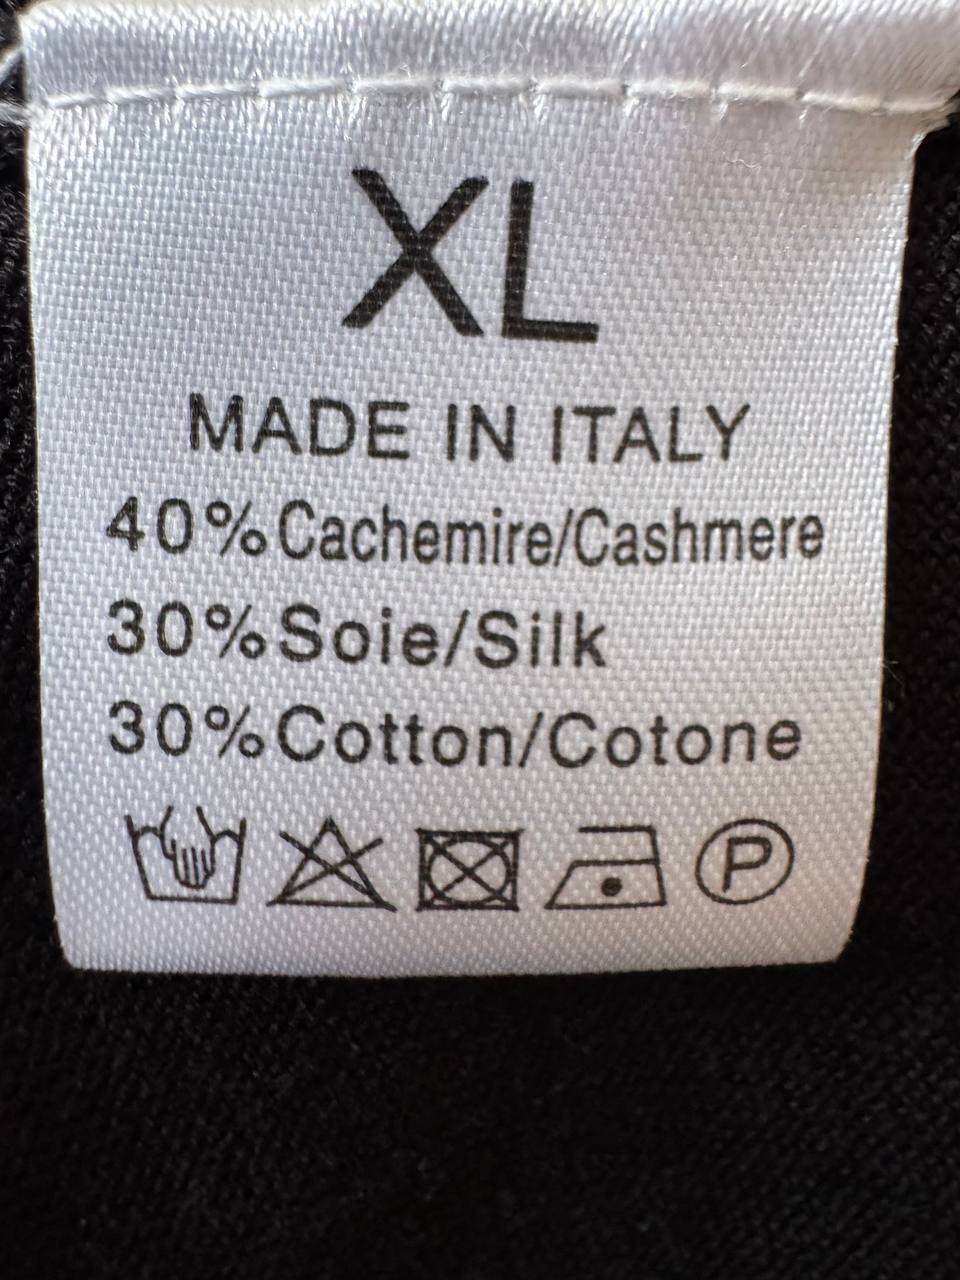 XL
MADE IN ITALY
40%Cachemire/Cashmere
30%Soie/Silk
30%Cotton/Cotone
P